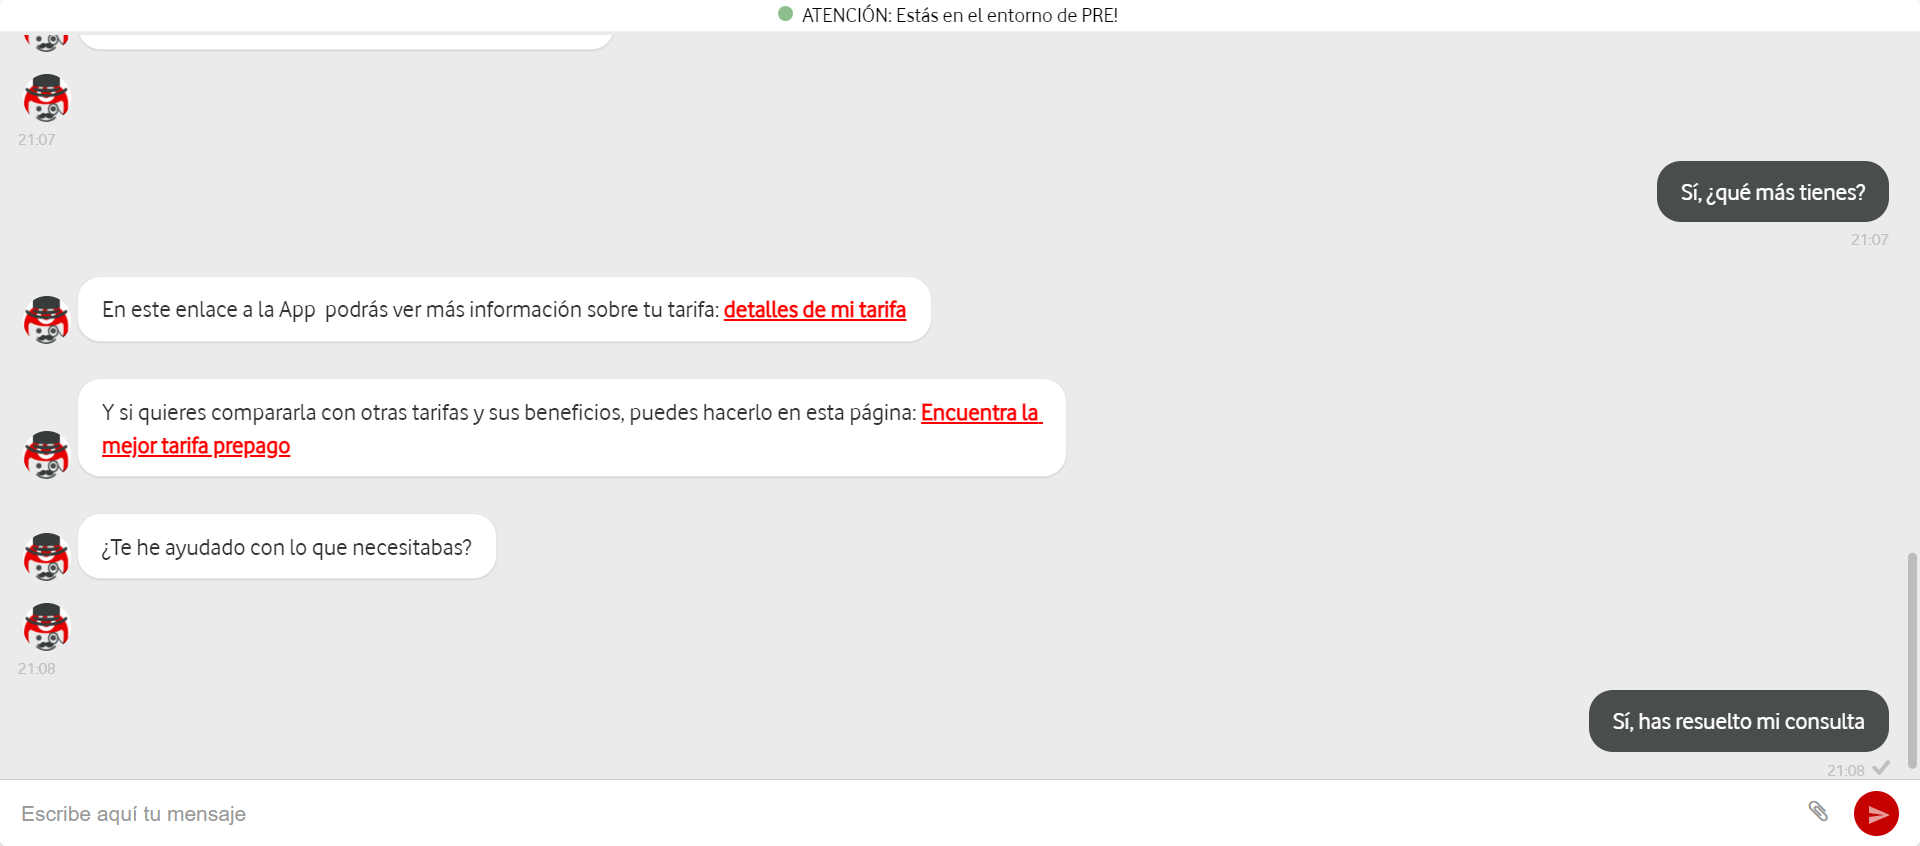 ATENCIÓN: Estás en el entorno de PRE!
21:07
Sí, ¿qué más tienes?
21:07
En este enlace a la App  podrás ver más información sobre tu tarifa: detalles de mi tarifa
Y si quieres compararla con otras tarifas y sus beneficios, puedes hacerlo en esta página: Encuentra la
mejor tarifa prepago
¿Te he ayudado con lo que necesitabas?
21:08
Sí, has resuelto mi consulta
21:08
Escribe aquí tu mensaje